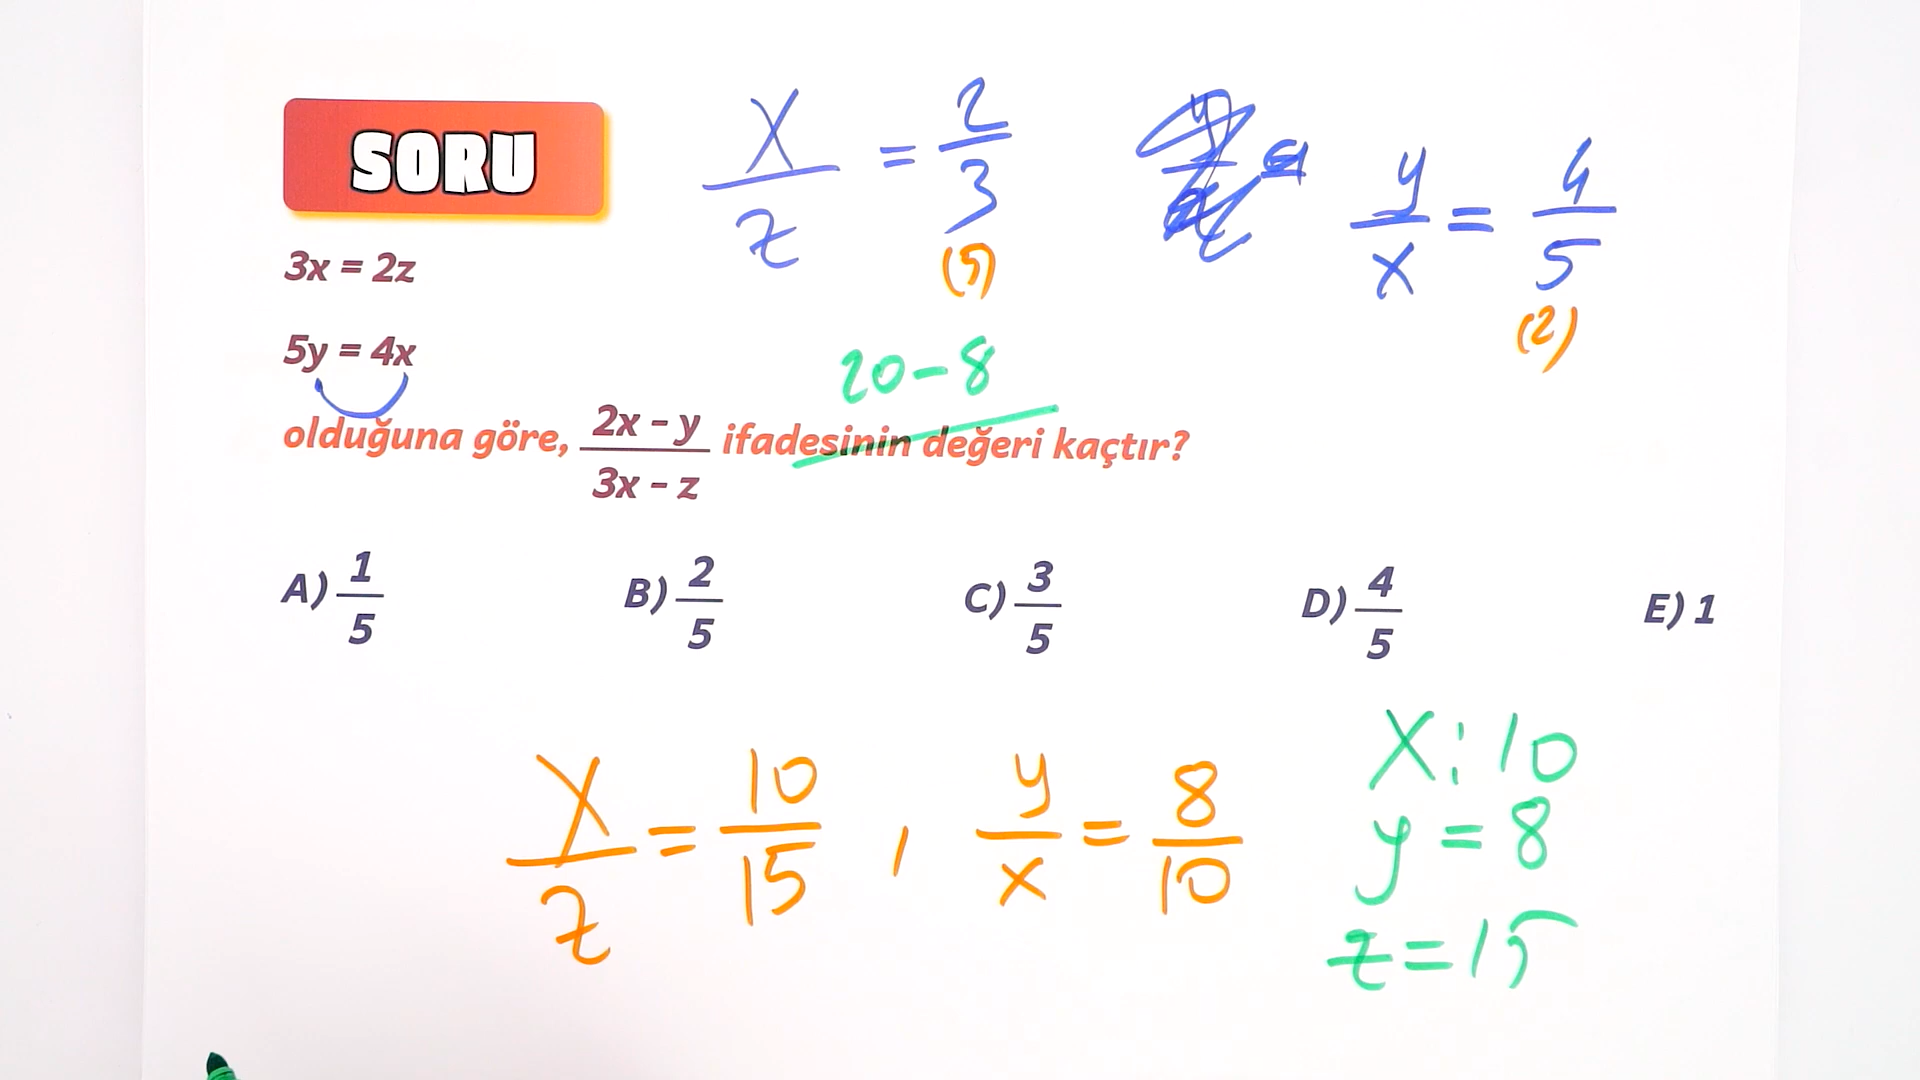 SORU
x/z = 2/3
(5)
y/x = 4/5
(2)
3x = 2z
5y = 4x
20-8
olduğuna göre, (2x - y)/(3x - z) ifadesinin değeri kaçtır?
A) 1/5 B) 2/5 C) 3/5 D) 4/5 E) 1
x/z = 10/15 , y/x = 8/10
x: 10
y = 8
z = 15